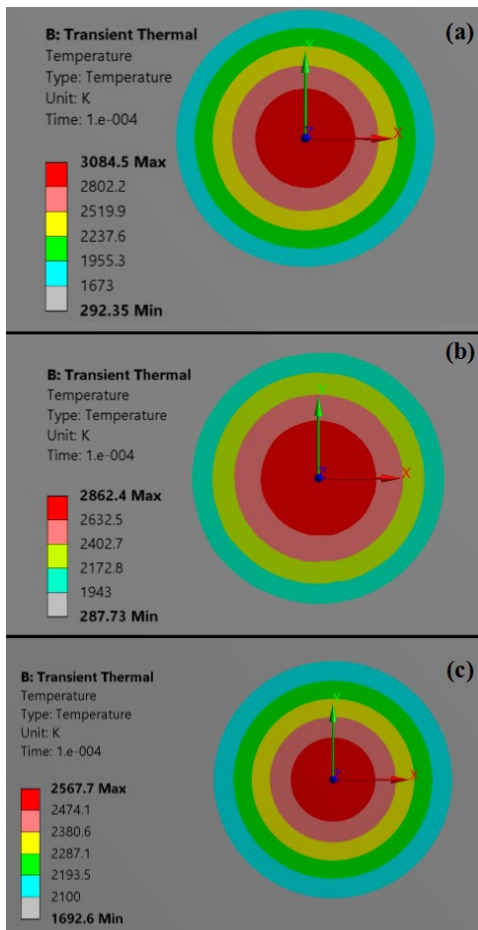 (a)
B: Transient Thermal
Temperature
Type: Temperature
Unit: K
Time: 1.e-004
3084.5 Max
2802.2
2519.9
2237.6
1955.3
1673
292.35 Min
Y
Z
X
(b)
B: Transient Thermal
Temperature
Type: Temperature
Unit: K
Time: 1.e-004
2862.4 Max
2632.5
2402.7
2172.8
1943
287.73 Min
Y
Z
X
(c)
B: Transient Thermal
Temperature
Type: Temperature
Unit: K
Time: 1.e-004
2567.7 Max
2474.1
2380.6
2287.1
2193.5
2100
1692.6 Min
Y
Z
X